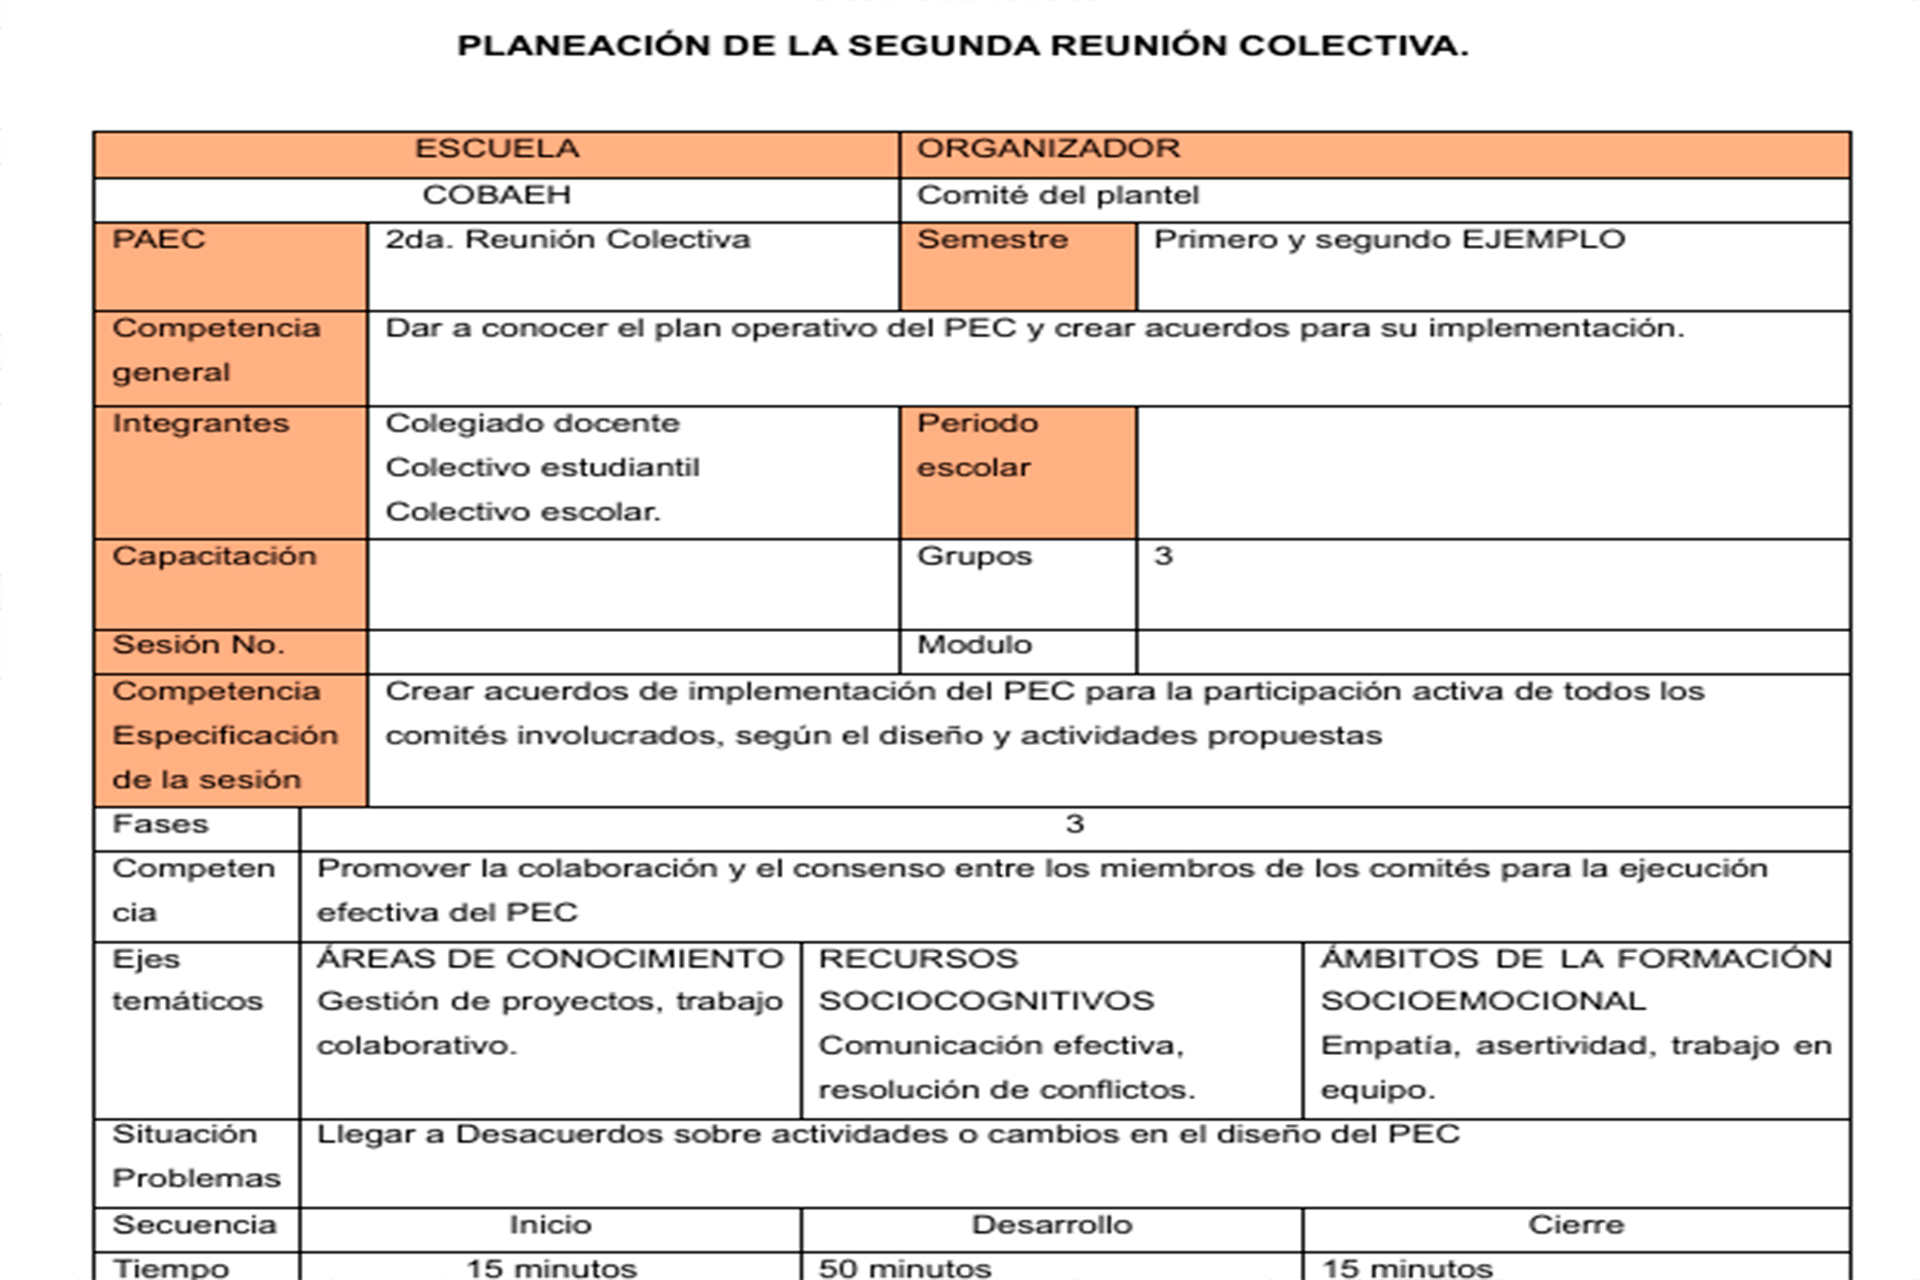 PLANEACIÓN DE LA SEGUNDA REUNIÓN COLECTIVA.
ESCUELA
ORGANIZADOR
COBAEH
Comité del plantel
PAEC
2da. Reunión Colectiva
Semestre
Primero y segundo EJEMPLO
Competencia
general
Dar a conocer el plan operativo del PEC y crear acuerdos para su implementación.
Integrantes
Colegiado docente
Colectivo estudiantil
Colectivo escolar.
Periodo
escolar
Capacitación
Grupos
3
Sesión No.
Modulo
Competencia
Especificación
de la sesión
Crear acuerdos de implementación del PEC para la participación activa de todos los
comités involucrados, según el diseño y actividades propuestas
Fases
3
Competen
cia
Promover la colaboración y el consenso entre los miembros de los comités para la ejecución
efectiva del PEC
Ejes
temáticos
ÁREAS DE CONOCIMIENTO
Gestión de proyectos, trabajo
colaborativo.
RECURSOS
SOCIOCOGNITIVOS
Comunicación efectiva,
resolución de conflictos.
ÁMBITOS DE LA FORMACIÓN
SOCIOEMOCIONAL
Empatía, asertividad, trabajo en
equipo.
Situación
Problemas
Llegar a Desacuerdos sobre actividades o cambios en el diseño del PEC
Secuencia
Inicio
Desarrollo
Cierre
Tiempo
15 minutos
50 minutos
15 minutos